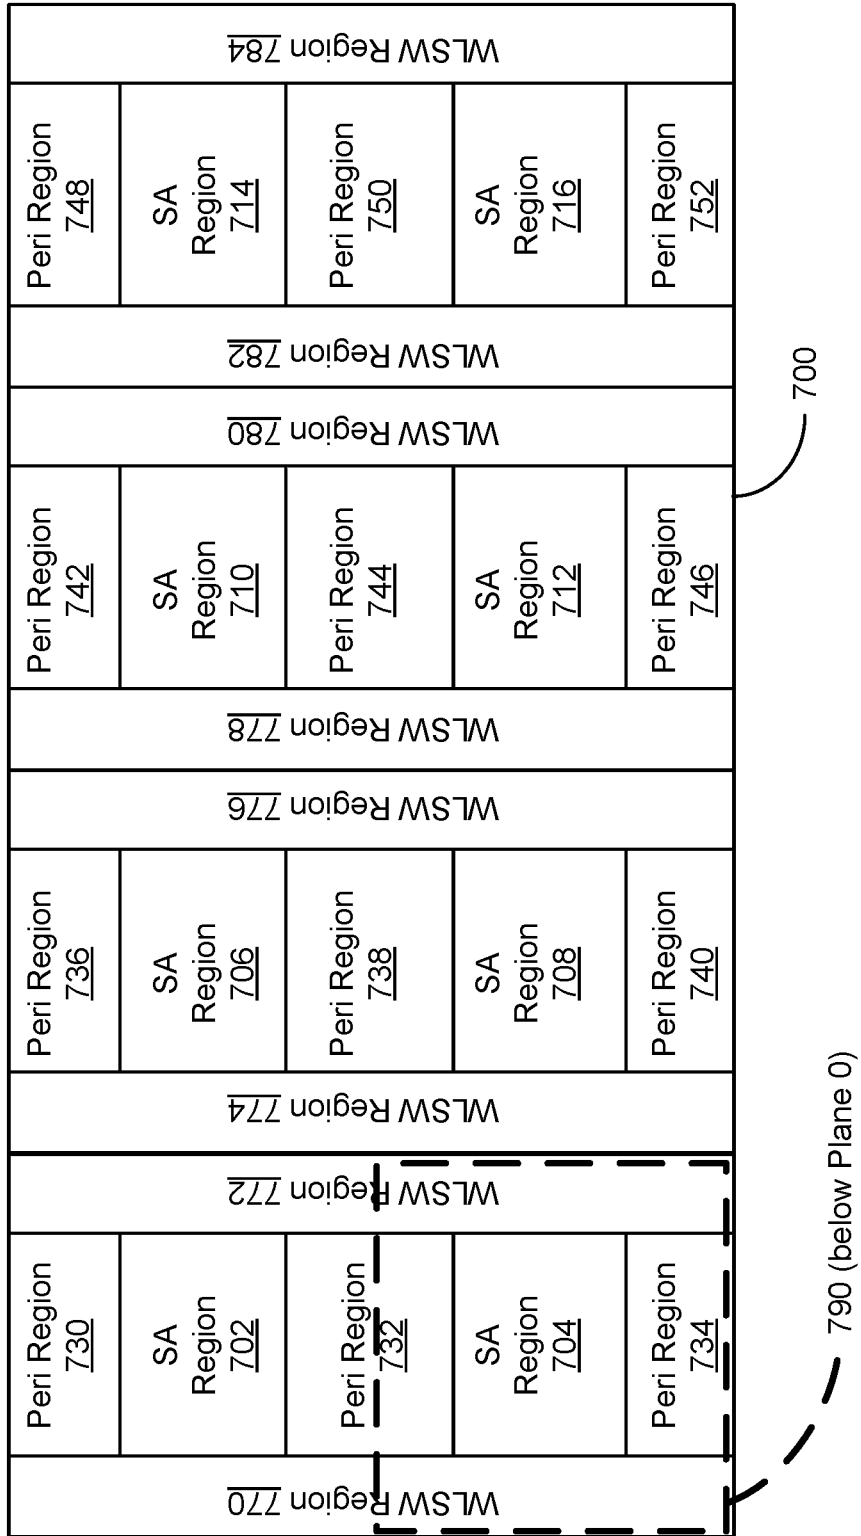 WLSW Region 784
Peri Region
748
SA
Region
714
Peri Region
750
SA
Region
716
Peri Region
752
WLSW Region 782
WLSW Region 780
Peri Region
742
SA
Region
710
Peri Region
744
SA
Region
712
Peri Region
746
WLSW Region 778
WLSW Region 776
Peri Region
736
SA
Region
706
Peri Region
738
SA
Region
708
Peri Region
740
WLSW Region 774
WLSW Region 772
Peri Region
730
SA
Region
702
Peri Region
732
SA
Region
704
Peri Region
734
WLSW Region 770
700
790 (below Plane 0)